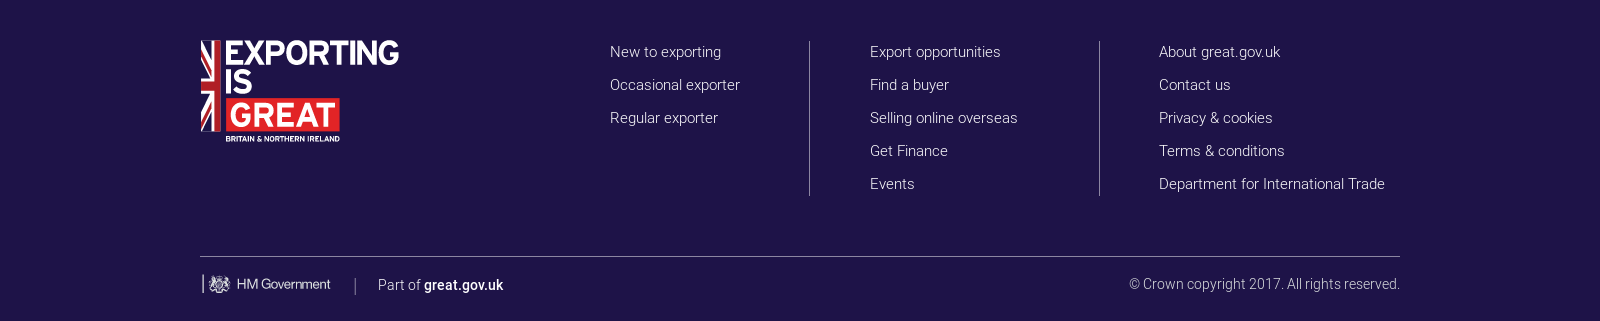 EXPORTING
IS
GREAT
BRITAIN & NORTHERN IRELAND
New to exporting
Occasional exporter
Regular exporter
Export opportunities
Find a buyer
Selling online overseas
Get Finance
Events
About great.gov.uk
Contact us
Privacy & cookies
Terms & conditions
Department for International Trade
HM Government
Part of great.gov.uk
© Crown copyright 2017. All rights reserved.